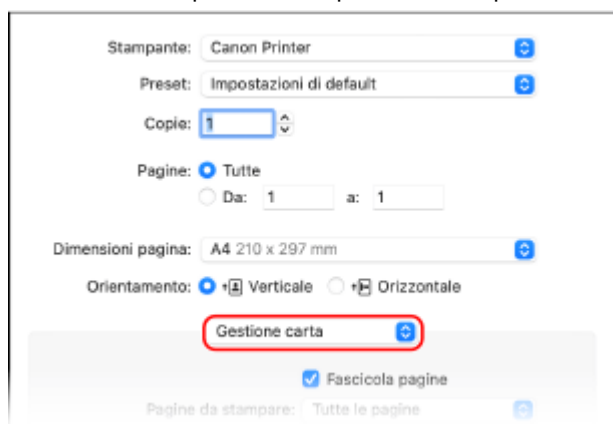 Stampante: Canon Printer
Preset: Impostazioni di default
Copie: 1
Pagine: Tutte
Da: 1 a: 1
Dimensioni pagina: A4 210 x 297 mm
Orientamento: Verticale Orizzontale
Gestione carta
Fascicola pagine
Pagine da stampare: Tutte le pagine